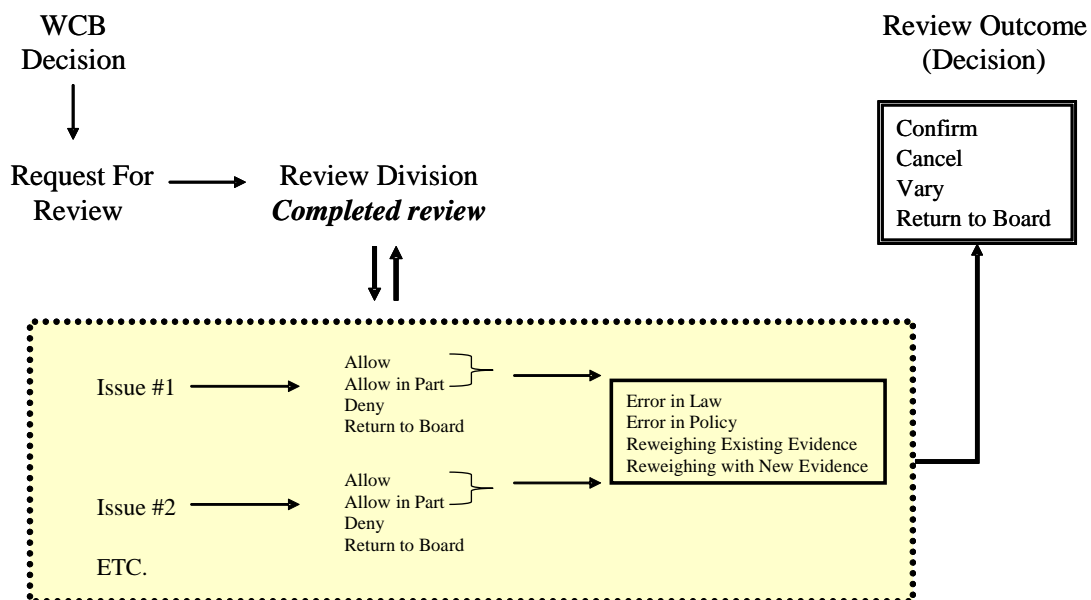 WCB
Decision
Review Outcome
(Decision)
Confirm
Cancel
Vary
Return to Board
Request For
Review
Review Division
Completed review
Issue #1
Allow
Allow in Part
Deny
Return to Board
Error in Law
Error in Policy
Reweighing Existing Evidence
Reweighing with New Evidence
Issue #2
Allow
Allow in Part
Deny
Return to Board
ETC.